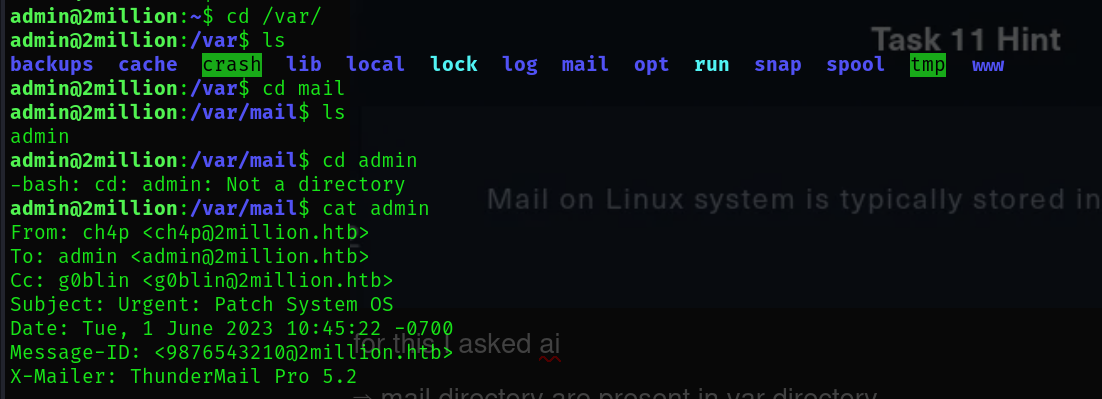 admin@2million:~$ cd /var/
admin@2million:/var$ ls
Task 11 Hint
backups cache crash lib local lock log mail opt run snap spool tmp www
admin@2million:/var$ cd mail
admin@2million:/var/mail$ ls
admin
admin@2million:/var/mail$ cd admin
-bash: cd: admin: Not a directory
Mail on Linux system is typically stored in
admin@2million:/var/mail$ cat admin
From: ch4p <ch4p@2million.htb>
To: admin <admin@2million.htb>
Cc: g0blin <g0blin@2million.htb>
Subject: Urgent: Patch System OS
Date: Tue, 1 June 2023 10:45:22 -0700
for this I asked ai
Message-ID: <9876543210@2million.htb>
X-Mailer: ThunderMail Pro 5.2
mail directory are present in var directory